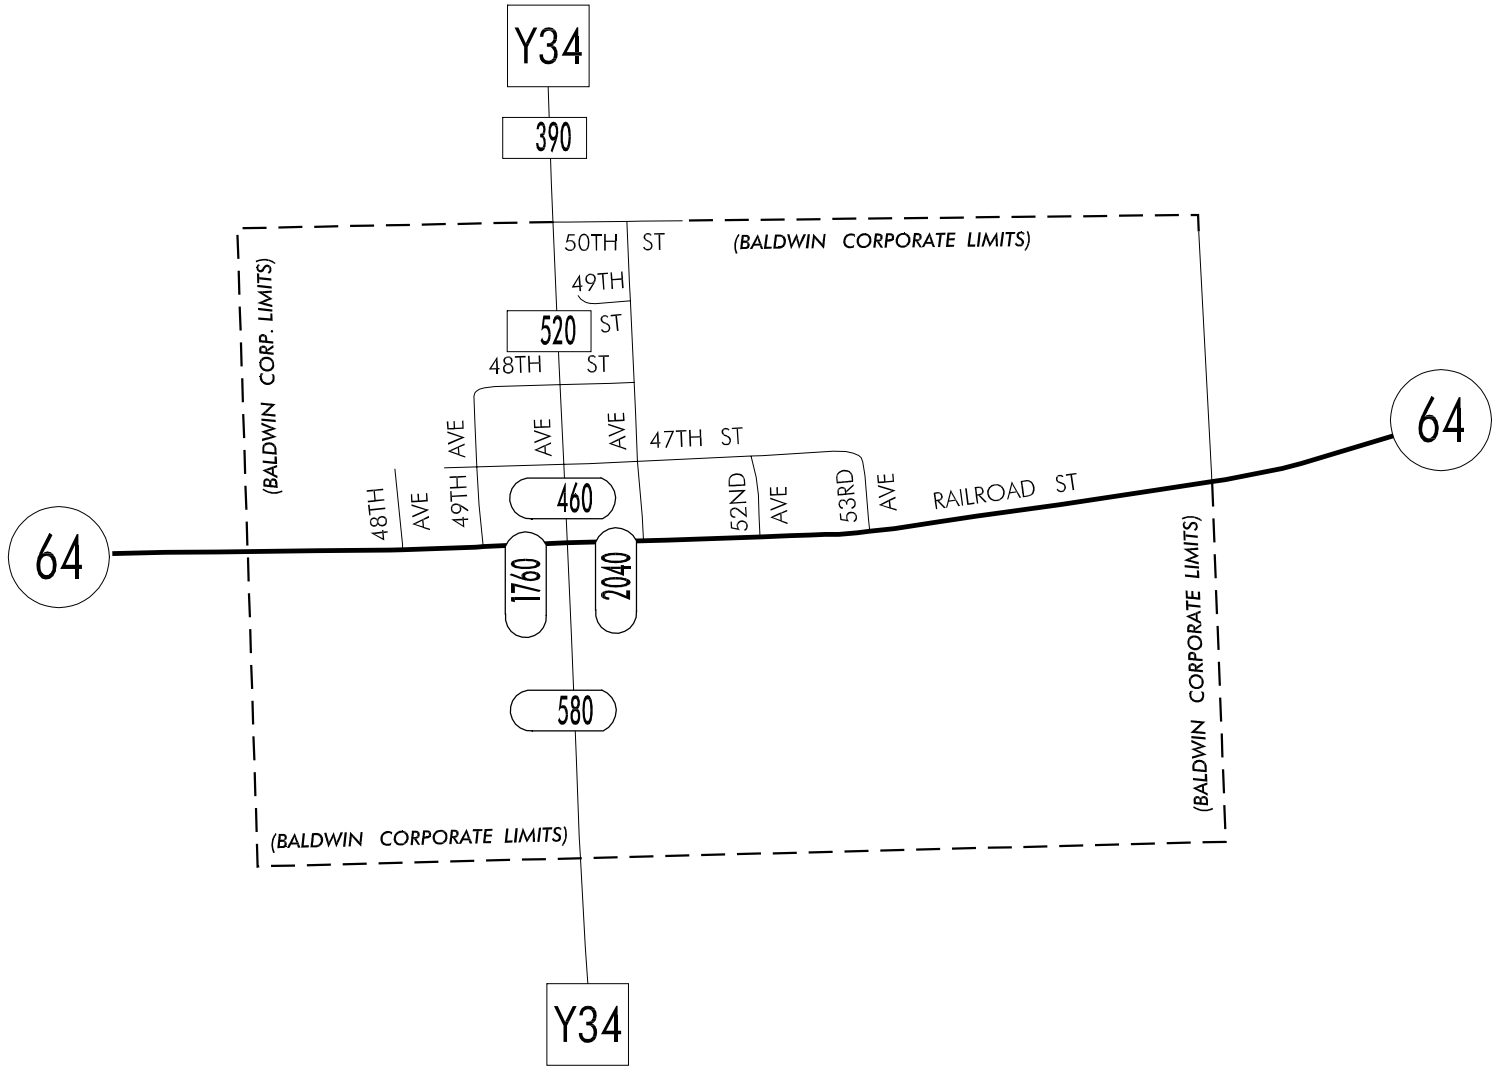 Y34
390
50TH ST
(BALDWIN CORPORATE LIMITS)
(BALDWIN CORP. LIMITS)
49TH
ST
520
48TH ST
AVE
AVE
AVE
47TH ST
64
48TH
AVE
49TH
460
52ND
AVE
53RD
AVE
RAILROAD ST
64
1760
2040
(BALDWIN CORPORATE LIMITS)
580
(BALDWIN CORPORATE LIMITS)
Y34